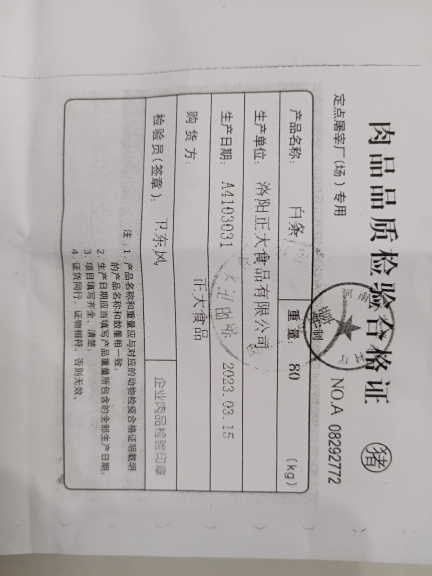 肉品品质检验合格证 猪
定点屠宰厂(场)专用 NO.A 08292772
产品名称: 白条 重量: 80 (kg)
生产单位: 洛阳正大食品有限公司
生产日期: A4103031 2023.03.15
购货方: 正大食品
检验员(签章): 卫东风 企业肉品检验印章
注:1.产品名称和重量应与对应的动物检疫合格证明载明
的产品名称和数量相一致。
2.生产日期应当填写产品重量所包含的全部生产日期。
3.项目填写齐全、清楚。
4.证货同行,证物相符,否则无效。